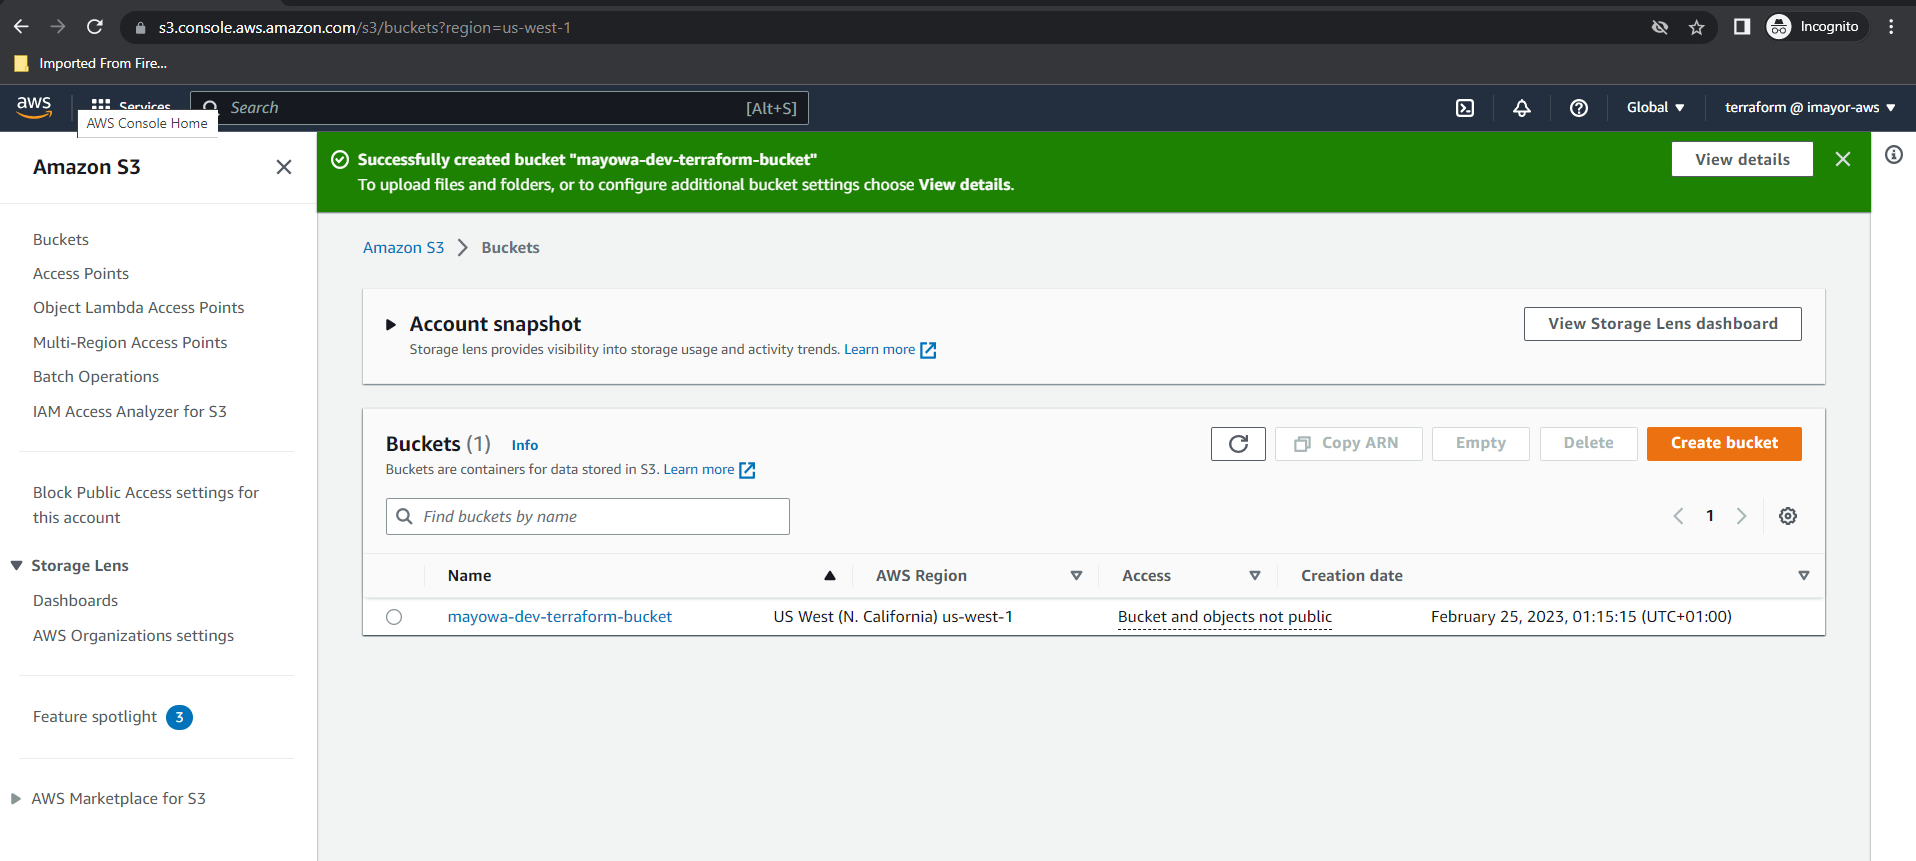 s3.console.aws.amazon.com/s3/buckets?region=us-west-1
Incognito
Imported From Fire...
aws
Services
Search
[Alt+S]
Global
terraform @ imayor-aws
AWS Console Home
Amazon S3
Successfully created bucket "mayowa-dev-terraform-bucket"
To upload files and folders, or to configure additional bucket settings choose View details.
View details
Buckets
Access Points
Object Lambda Access Points
Multi-Region Access Points
Batch Operations
IAM Access Analyzer for S3
Block Public Access settings for
this account
Storage Lens
Dashboards
AWS Organizations settings
Feature spotlight 3
AWS Marketplace for S3
Amazon S3 > Buckets
Account snapshot
Storage lens provides visibility into storage usage and activity trends. Learn more
View Storage Lens dashboard
Buckets (1) Info
Buckets are containers for data stored in S3. Learn more
Copy ARN
Empty
Delete
Create bucket
Find buckets by name
1
Name AWS Region Access Creation date
mayowa-dev-terraform-bucket US West (N. California) us-west-1 Bucket and objects not public February 25, 2023, 01:15:15 (UTC+01:00)